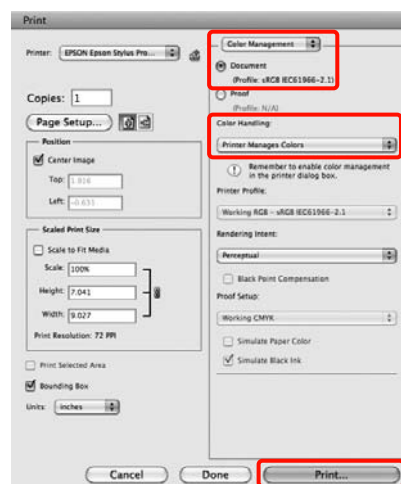 Print
Printer: EPSON Epson Stylus Pro...
Copies: 1
Page Setup...
Position
Center Image
Top: 1.816
Left: -0.631
Scaled Print Size
Scale to Fit Media
Scale: 100%
Height: 7.041
Width: 9.027
Print Resolution: 72 PPI
Print Selected Area
Bounding Box
Units: inches
Color Management
Document
(Profile: sRGB IEC61966-2.1)
Proof
(Profile: N/A)
Color Handling:
Printer Manages Colors
Remember to enable color management
in the printer dialog box.
Printer Profile:
Working RGB - sRGB IEC61966-2.1
Rendering Intent:
Perceptual
Black Point Compensation
Proof Setup:
Working CMYK
Simulate Paper Color
Simulate Black Ink
Cancel
Done
Print...